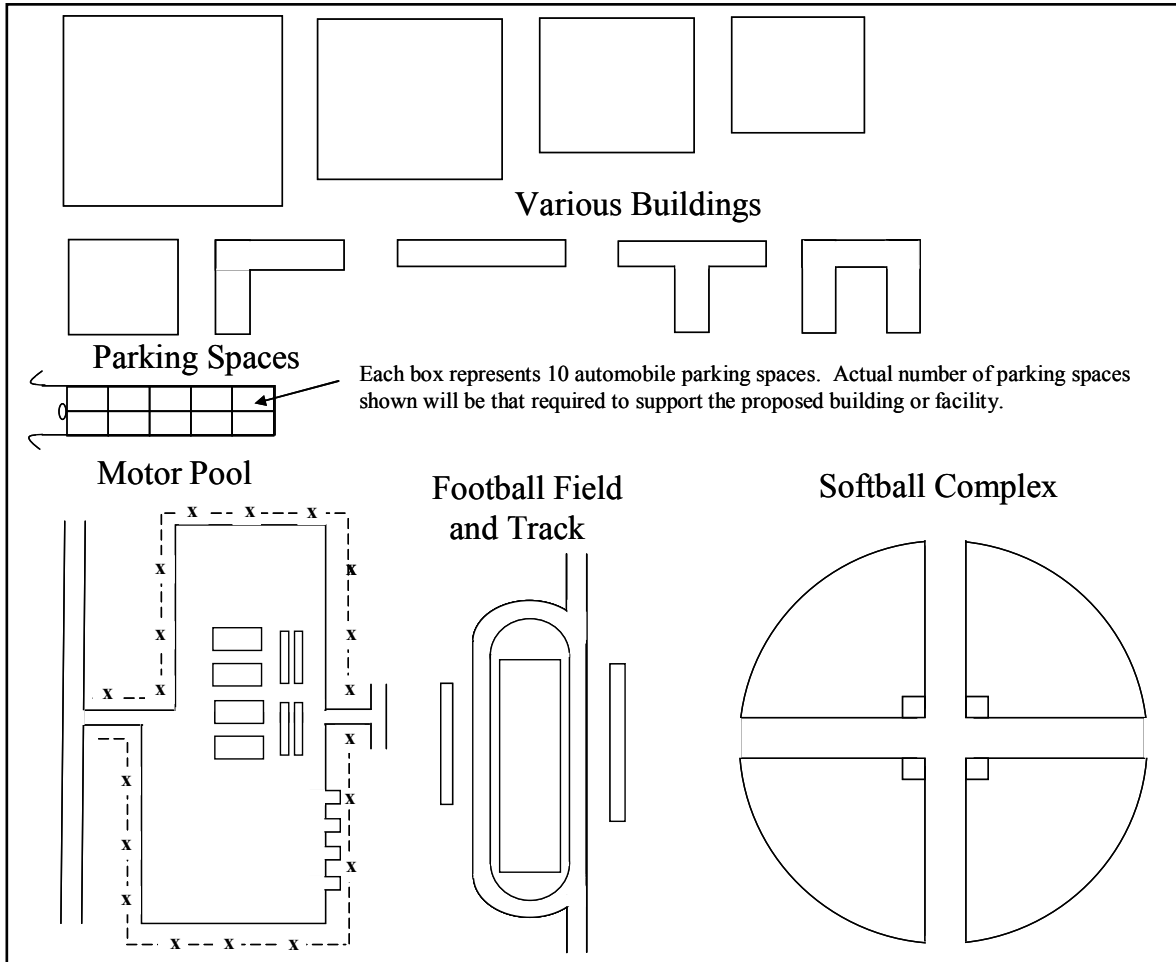 Various Buildings
Parking Spaces
Each box represents 10 automobile parking spaces. Actual number of parking spaces
shown will be that required to support the proposed building or facility.
Motor Pool
Football Field
and Track
Softball Complex
x x x
x x
x x
x x x
x
x x
x x
x x
x x x